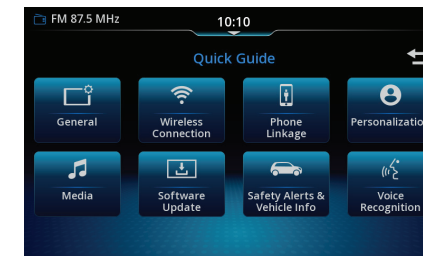 FM 87.5 MHz
10:10
Quick Guide
General
Wireless
Connection
Phone
Linkage
Personalizatio
Media
Software
Update
Safety Alerts &
Vehicle Info
Voice
Recognition